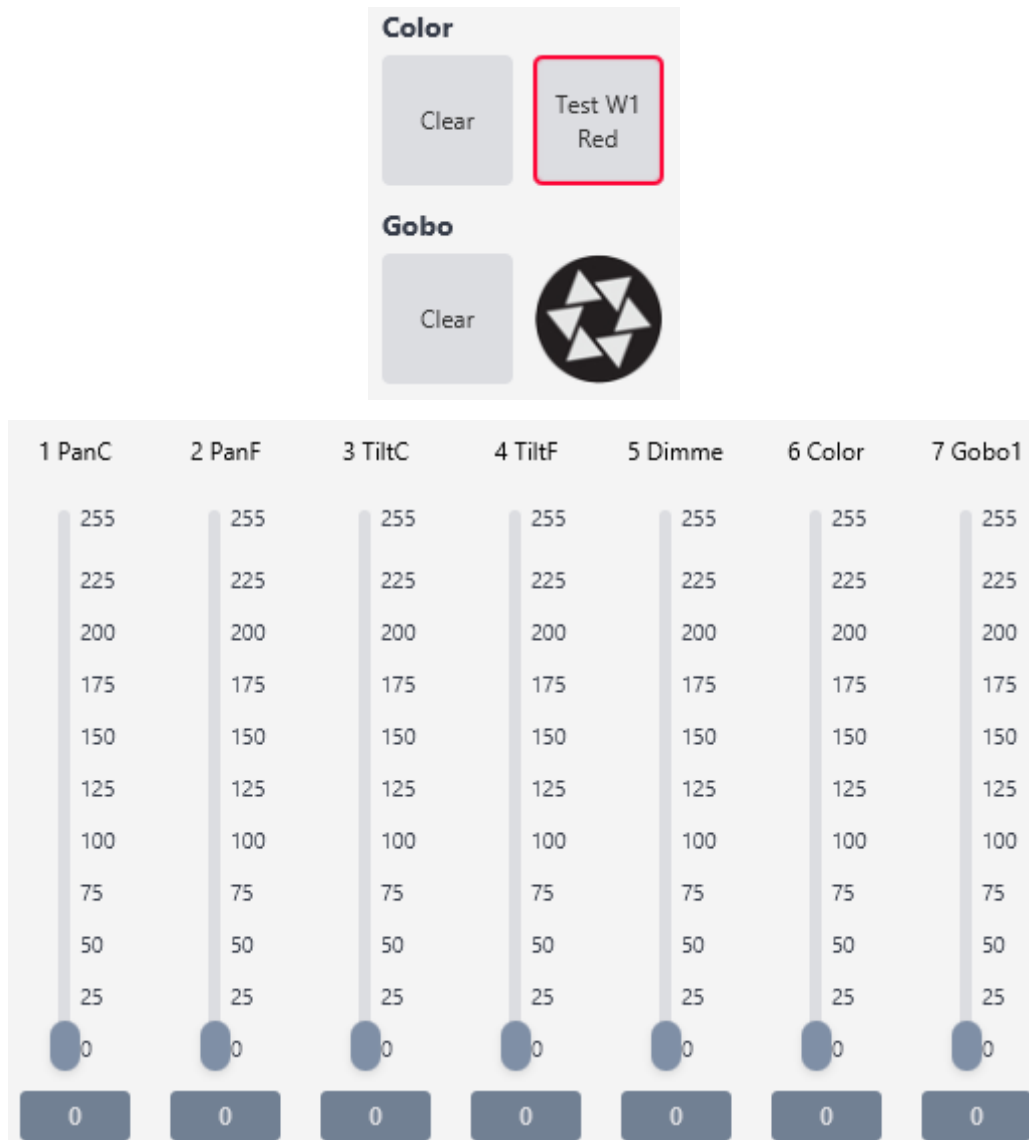 Color
Clear
Test W1
Red
Gobo
Clear
1 PanC 2 PanF 3 TiltC 4 TiltF 5 Dimme 6 Color 7 Gobo1
255 255 255 255 255 255 255
225 225 225 225 225 225 225
200 200 200 200 200 200 200
175 175 175 175 175 175 175
150 150 150 150 150 150 150
125 125 125 125 125 125 125
100 100 100 100 100 100 100
75 75 75 75 75 75 75
50 50 50 50 50 50 50
25 25 25 25 25 25 25
0 0 0 0 0 0 0
0 0 0 0 0 0 0